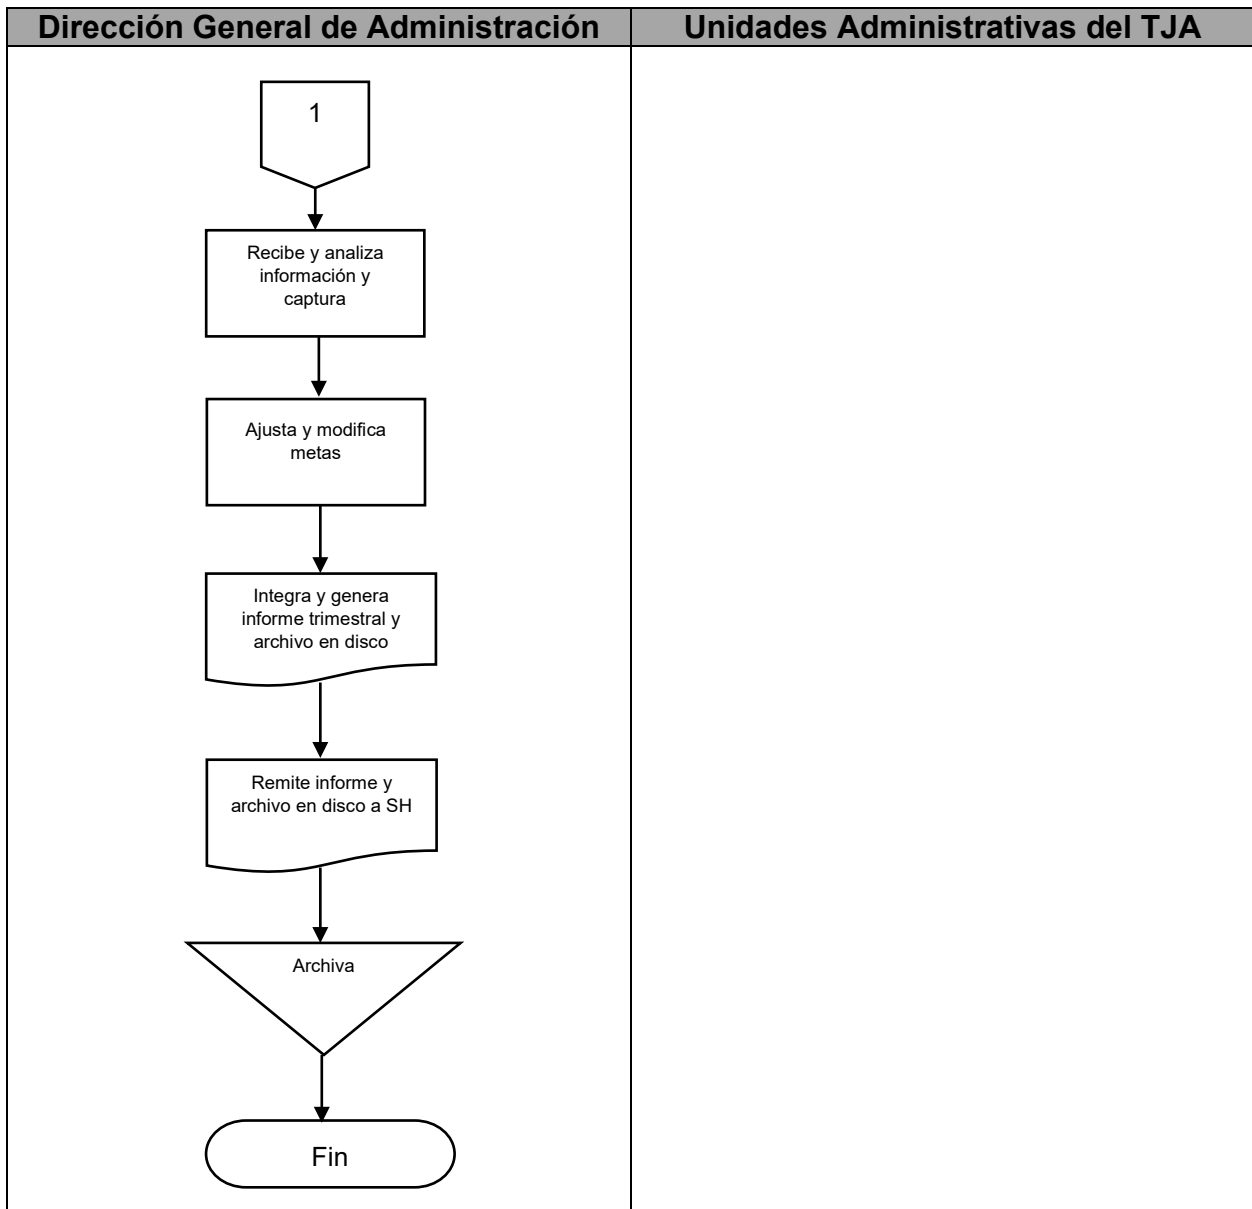 Dirección General de Administración
Unidades Administrativas del TJA
1
Recibe y analiza
información y
captura
Ajusta y modifica
metas
Integra y genera
informe trimestral y
archivo en disco
Remite informe y
archivo en disco a SH
Archiva
Fin